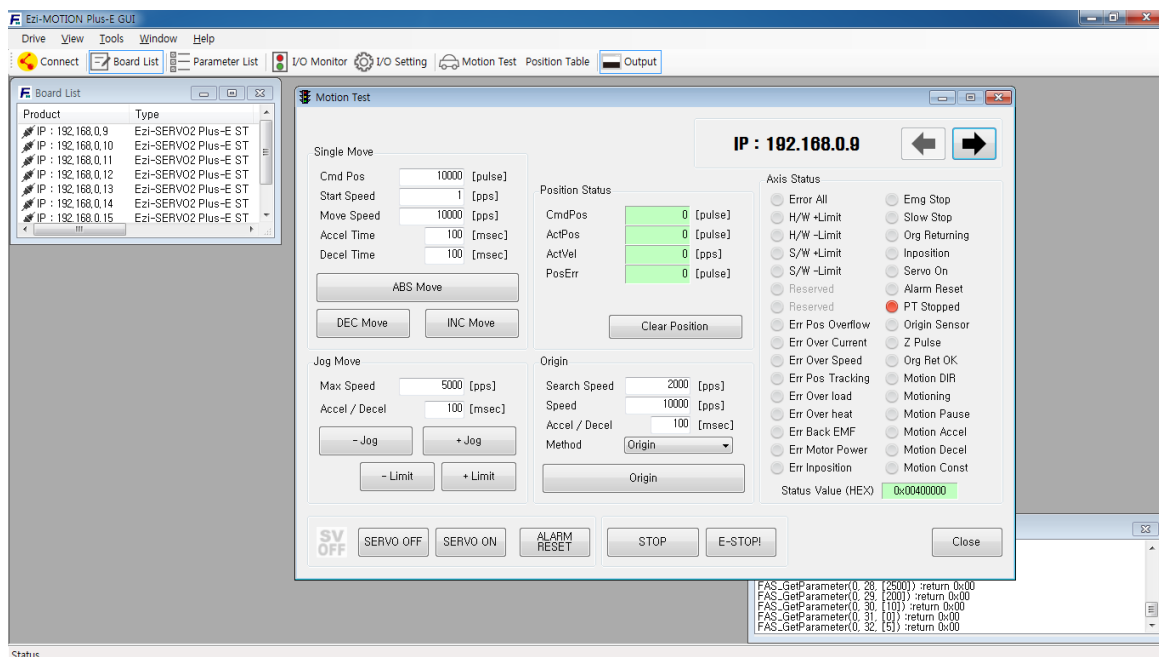 Ezi-MOTION Plus-E GUI
Drive View Tools Window Help
Connect Board List Parameter List I/O Monitor I/O Setting Motion Test Position Table Output
Board List
Product Type
IP : 192,168,0,9 Ezi-SERVO2 Plus-E ST
IP : 192,168,0,10 Ezi-SERVO2 Plus-E ST
IP : 192,168,0,11 Ezi-SERVO2 Plus-E ST
IP : 192,168,0,12 Ezi-SERVO2 Plus-E ST
IP : 192,168,0,13 Ezi-SERVO2 Plus-E ST
IP : 192,168,0,14 Ezi-SERVO2 Plus-E ST
IP : 192,168,0,15 Ezi-SERVO2 Plus-E ST
Motion Test
IP : 192.168.0.9
Single Move
Cmd Pos 10000 [pulse]
Start Speed 1 [pps]
Move Speed 10000 [pps]
Accel Time 100 [msec]
Decel Time 100 [msec]
ABS Move
DEC Move INC Move
Position Status
CmdPos 0 [pulse]
ActPos 0 [pulse]
ActVel 0 [pps]
PosErr 0 [pulse]
Clear Position
Jog Move
Max Speed 5000 [pps]
Accel / Decel 100 [msec]
- Jog + Jog
- Limit + Limit
Origin
Search Speed 2000 [pps]
Speed 10000 [pps]
Accel / Decel 100 [msec]
Method Origin
Origin
Axis Status
Error All Emg Stop
H/W +Limit Slow Stop
H/W -Limit Org Returning
S/W +Limit Inposition
S/W -Limit Servo On
Reserved Alarm Reset
Reserved PT Stopped
Err Pos Overflow Origin Sensor
Err Over Current Z Pulse
Err Over Speed Org Ret OK
Err Pos Tracking Motion DIR
Err Over load Motioning
Err Over heat Motion Pause
Err Back EMF Motion Accel
Err Motor Power Motion Decel
Err Inposition Motion Const
Status Value (HEX) 0x00400000
SV OFF SERVO OFF SERVO ON ALARM RESET STOP E-STOP! Close
FAS_GetParameter(0, 28, [2500]) :return 0x00
FAS_GetParameter(0, 29, [200]) :return 0x00
FAS_GetParameter(0, 30, [10]) :return 0x00
FAS_GetParameter(0, 31, [0]) :return 0x00
FAS_GetParameter(0, 32, [5]) :return 0x00
Status